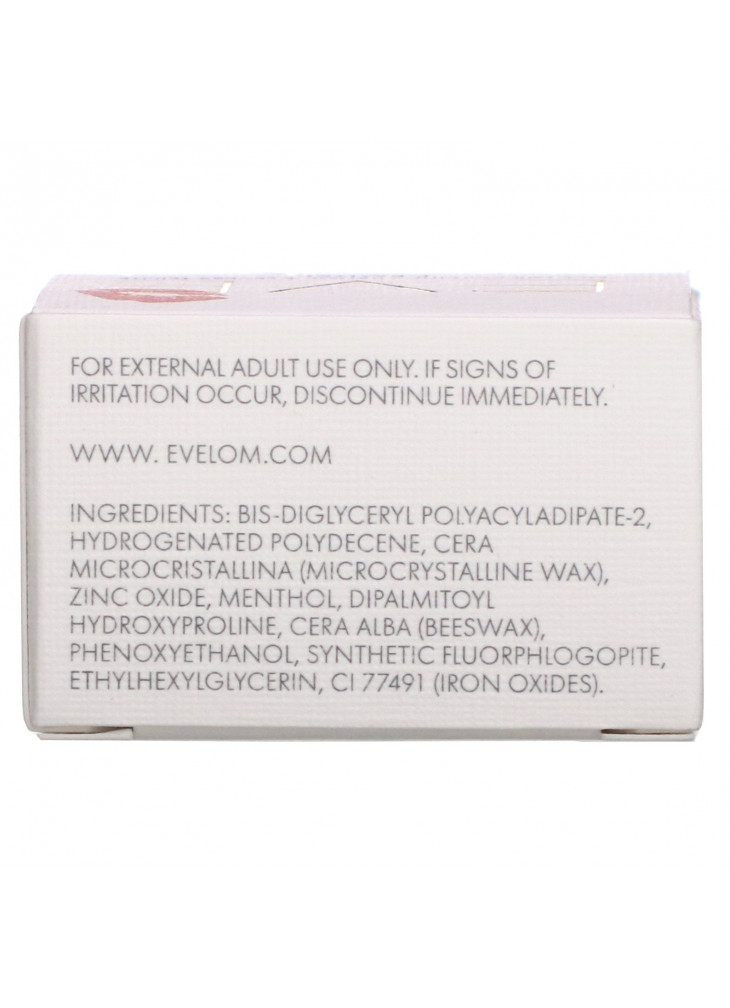 FOR EXTERNAL ADULT USE ONLY. IF SIGNS OF
IRRITATION OCCUR, DISCONTINUE IMMEDIATELY.
WWW. EVELOM.COM
INGREDIENTS: BIS-DIGLYCERYL POLYACYLADIPATE-2,
HYDROGENATED POLYDECENE, CERA
MICROCRISTALLINA (MICROCRYSTALLINE WAX),
ZINC OXIDE, MENTHOL, DIPALMITOYL
HYDROXYPROLINE, CERA ALBA (BEESWAX),
PHENOXYETHANOL, SYNTHETIC FLUORPHLOGOPITE,
ETHYLHEXYLGLYCERIN, CI 77491 (IRON OXIDES).